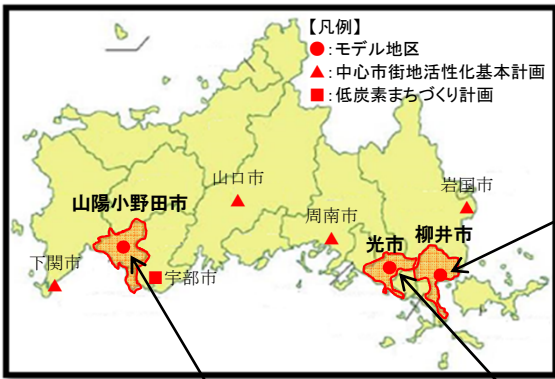 【凡例】
●:モデル地区
▲:中心市街地活性化基本計画
■:低炭素まちづくり計画
山口市
岩国市
山陽小野田市
周南市
柳井市
光市
下関市
宇部市